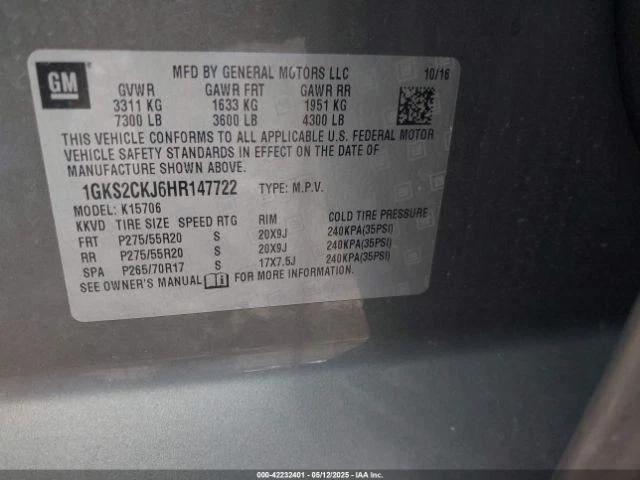 GM
MFD BY GENERAL MOTORS LLC 10/16
GVWR GAWR FRT GAWR RR
3311 KG 1633 KG 1951 KG
7300 LB 3600 LB 4300 LB
THIS VEHICLE CONFORMS TO ALL APPLICABLE U.S. FEDERAL MOTOR
VEHICLE SAFETY STANDARDS IN EFFECT ON THE DATE OF
MANUFACTURE SHOWN ABOVE.
1GKS2CKJ6HR147722 TYPE: M.P.V.
MODEL: K15706
KKVD TIRE SIZE SPEED RTG RIM COLD TIRE PRESSURE
FRT P275/55R20 S 20X9J 240KPA(35PSI)
RR P275/55R20 S 20X9J 240KPA(35PSI)
SPA P265/70R17 S 17X7.5J 240KPA(35PSI)
SEE OWNER'S MANUAL FOR MORE INFORMATION.
000-42232401 - 05/12/2025 - COPYRIGHT IAA, LLC